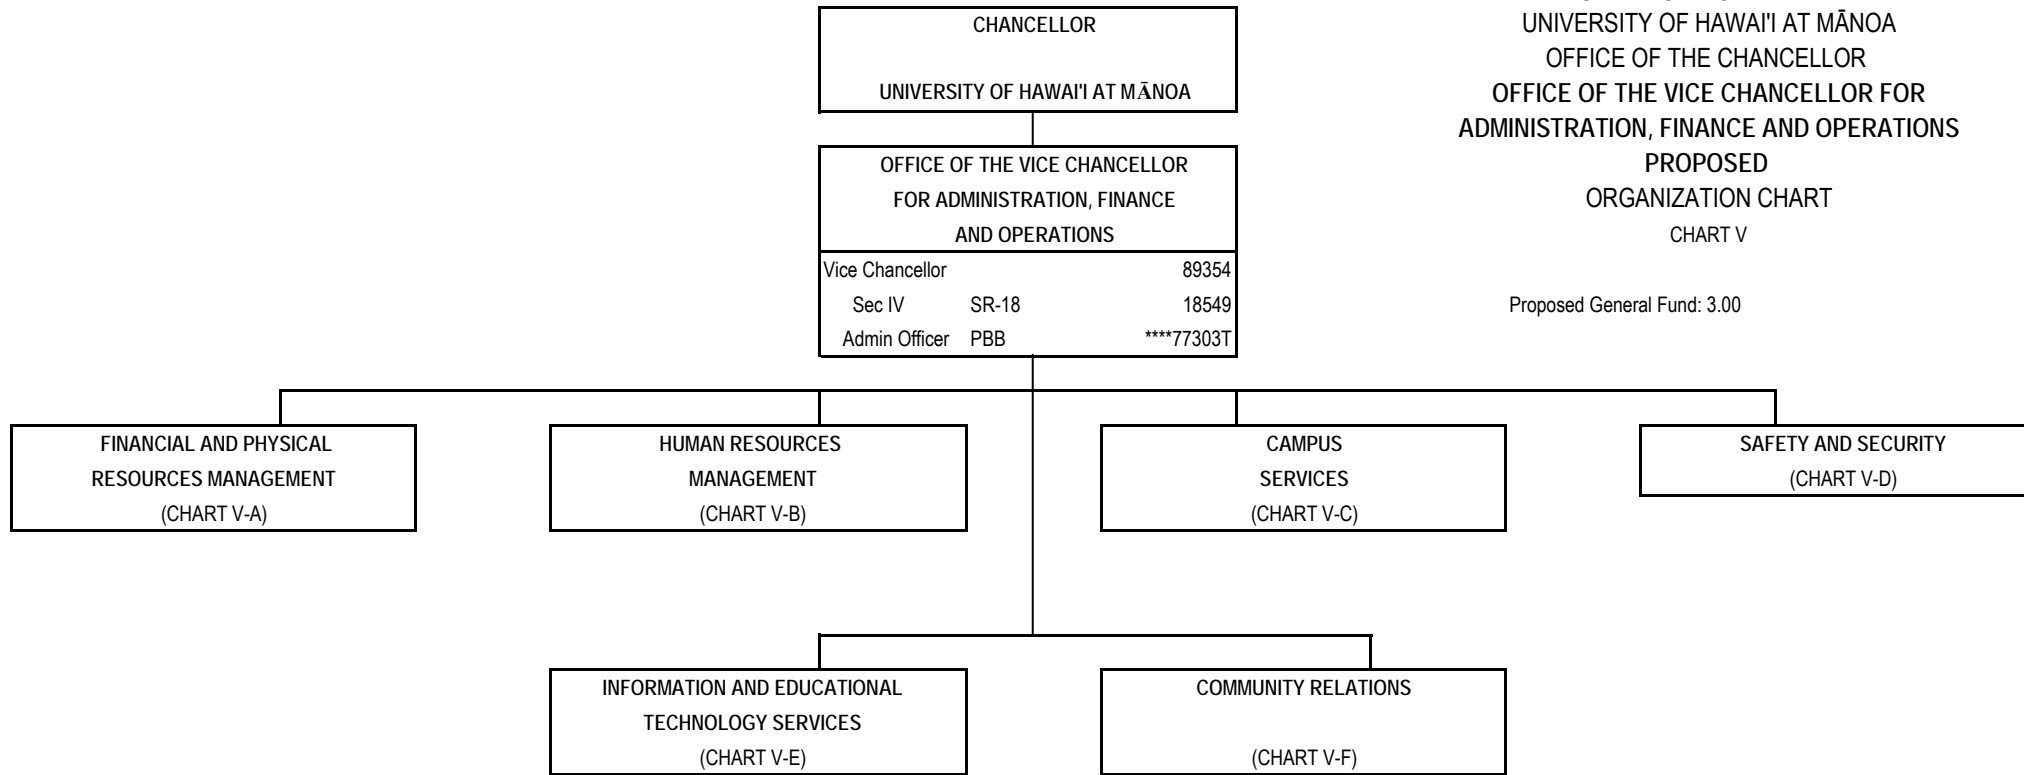 CHANCELLOR
UNIVERSITY OF HAWAI'I AT MĀNOA
UNIVERSITY OF HAWAI'I AT MĀNOA
OFFICE OF THE CHANCELLOR
OFFICE OF THE VICE CHANCELLOR FOR
ADMINISTRATION, FINANCE AND OPERATIONS
PROPOSED
ORGANIZATION CHART
CHART V
Proposed General Fund: 3.00
OFFICE OF THE VICE CHANCELLOR
FOR ADMINISTRATION, FINANCE
AND OPERATIONS
Vice Chancellor 89354
Sec IV SR-18 18549
Admin Officer PBB ****77303T
FINANCIAL AND PHYSICAL
RESOURCES MANAGEMENT
(CHART V-A)
HUMAN RESOURCES
MANAGEMENT
(CHART V-B)
CAMPUS
SERVICES
(CHART V-C)
SAFETY AND SECURITY
(CHART V-D)
INFORMATION AND EDUCATIONAL
TECHNOLOGY SERVICES
(CHART V-E)
COMMUNITY RELATIONS
(CHART V-F)